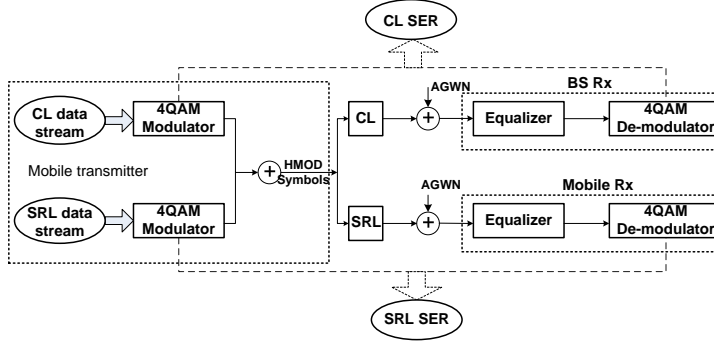 CL SER
CL data
stream
4QAM
Modulator
Mobile transmitter
SRL data
stream
4QAM
Modulator
HMOD
Symbols
CL
AGWN
BS Rx
Equalizer
4QAM
De-modulator
SRL
AGWN
Mobile Rx
Equalizer
4QAM
De-modulator
SRL SER